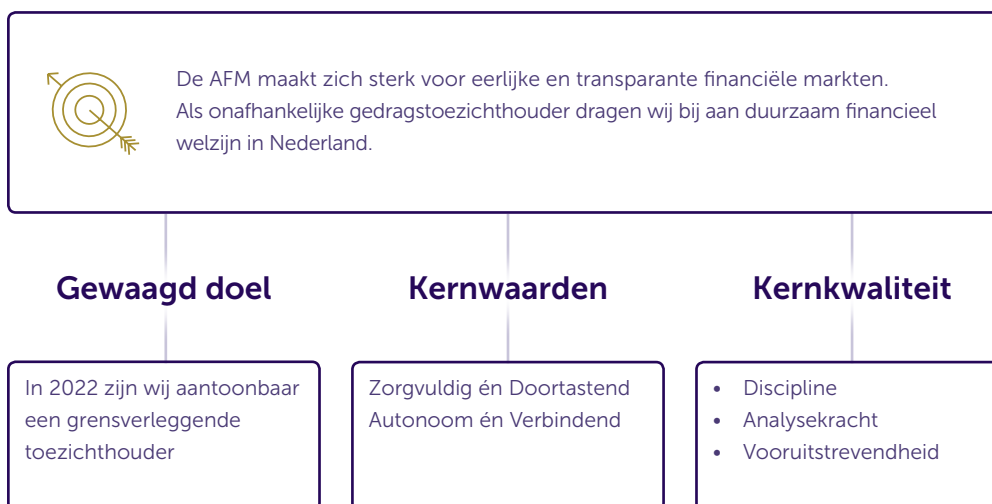 De AFM maakt zich sterk voor eerlijke en transparante financiële markten.
Als onafhankelijke gedragstoezichthouder dragen wij bij aan duurzaam financieel
welzijn in Nederland.
Gewaagd doel
In 2022 zijn wij aantoonbaar
een grensverleggende
toezichthouder
Kernwaarden
Zorgvuldig én Doortastend
Autonoom én Verbindend
Kernkwaliteit
• Discipline
• Analysekracht
• Vooruitstrevendheid